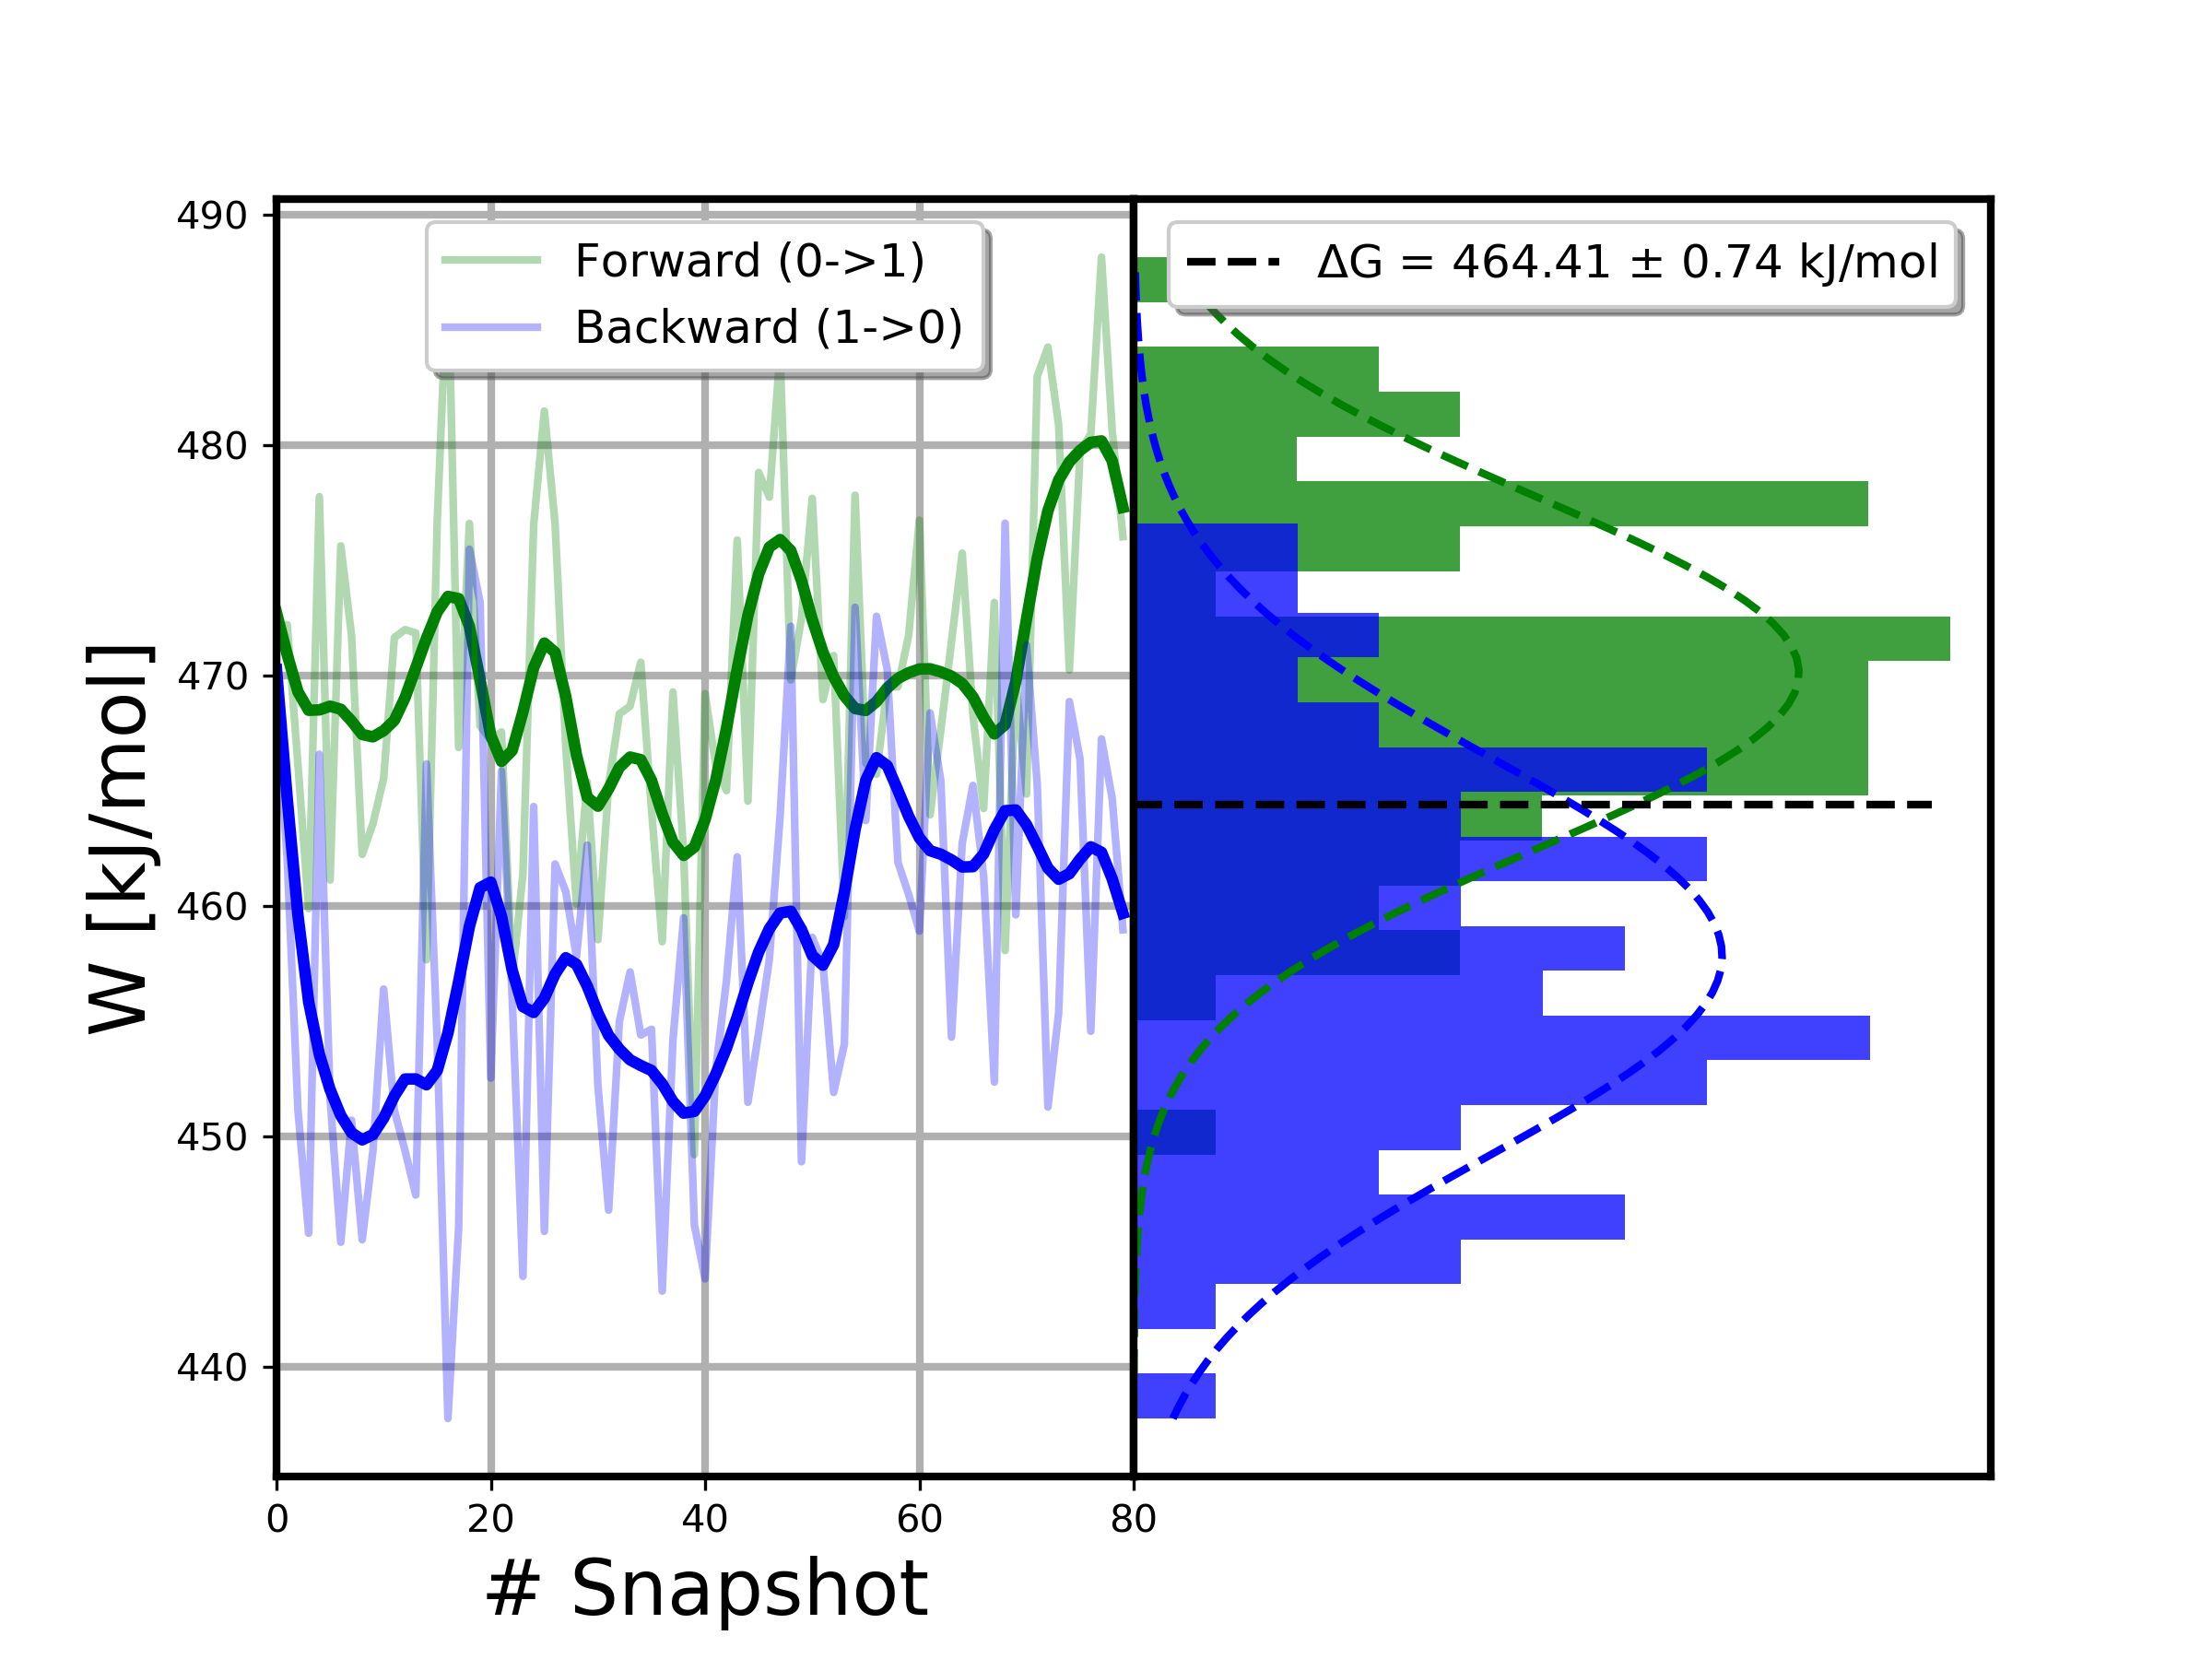 490
480
470
460
450
440
W [kJ/mol]
Forward (0->1)
Backward (1->0)
ΔG = 464.41 ± 0.74 kJ/mol
0 20 40 60 80
# Snapshot